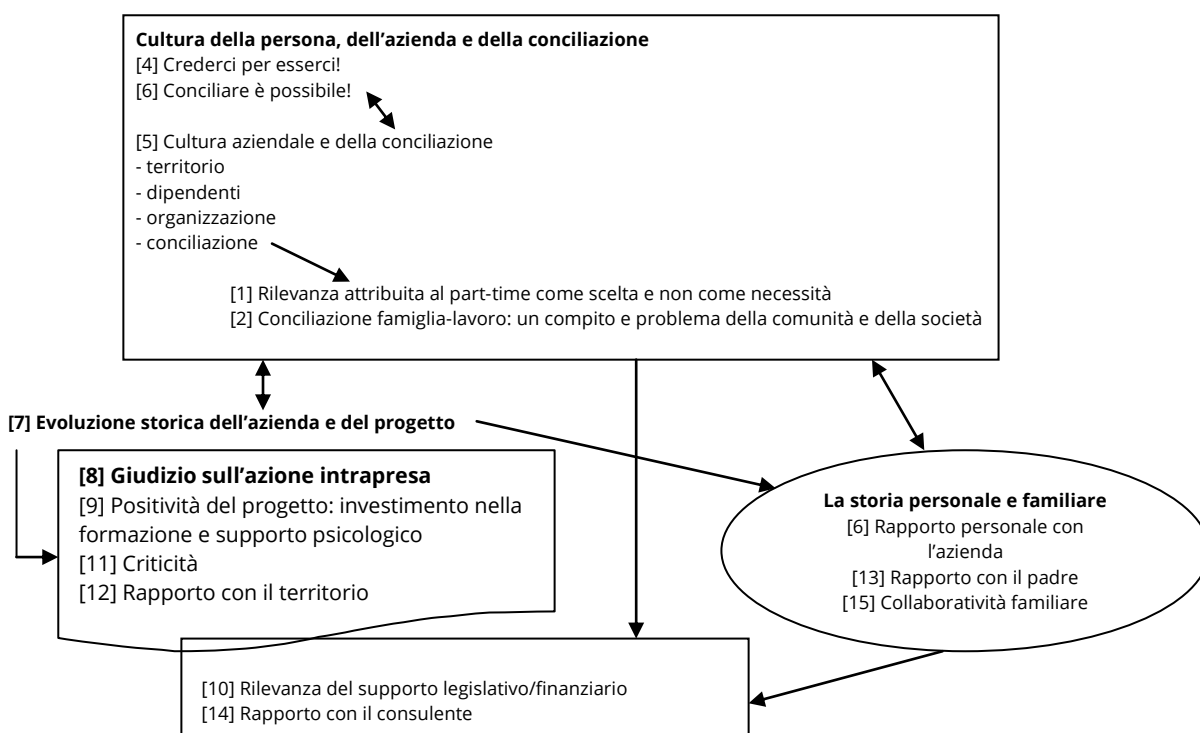 Cultura della persona, dell’azienda e della conciliazione
[4] Crederci per esserci!
[6] Conciliare è possibile!
[5] Cultura aziendale e della conciliazione
- territorio
- dipendenti
- organizzazione
- conciliazione
[1] Rilevanza attribuita al part-time come scelta e non come necessità
[2] Conciliazione famiglia-lavoro: un compito e problema della comunità e della società
[7] Evoluzione storica dell’azienda e del progetto
[8] Giudizio sull’azione intrapresa
[9] Positività del progetto: investimento nella
formazione e supporto psicologico
[11] Criticità
[12] Rapporto con il territorio
La storia personale e familiare
[6] Rapporto personale con
l’azienda
[13] Rapporto con il padre
[15] Collaboratività familiare
[10] Rilevanza del supporto legislativo/finanziario
[14] Rapporto con il consulente